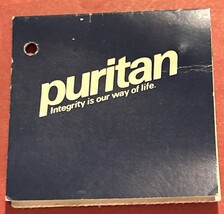 puritan
Integrity is our way of life.